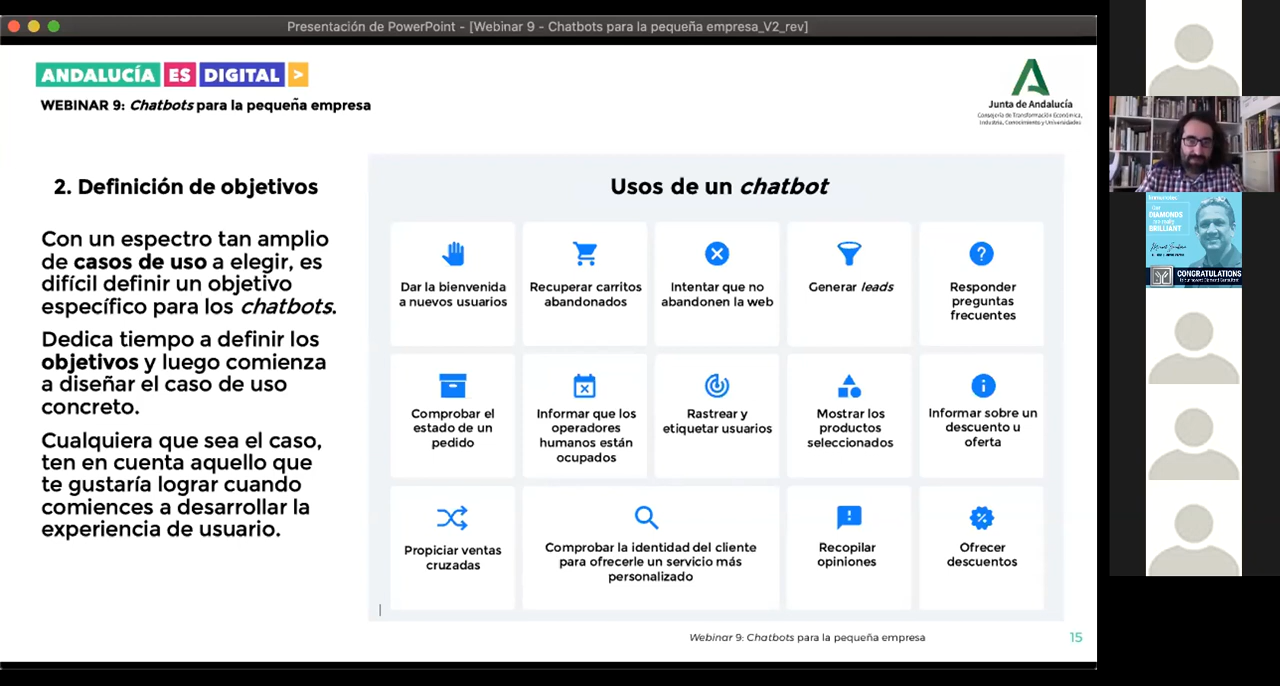 Presentación de PowerPoint - [Webinar 9 - Chatbots para la pequeña empresa_V2_rev]
ANDALUCÍA ES DIGITAL >
WEBINAR 9: Chatbots para la pequeña empresa
Junta de Andalucía
Consejería de Transformación Económica,
Industria, Conocimiento y Universidades
2. Definición de objetivos
Con un espectro tan amplio
de casos de uso a elegir, es
difícil definir un objetivo
específico para los chatbots.
Dedica tiempo a definir los
objetivos y luego comienza
a diseñar el caso de uso
concreto.
Cualquiera que sea el caso,
ten en cuenta aquello que
te gustaría lograr cuando
comiences a desarrollar la
experiencia de usuario.
Usos de un chatbot
Dar la bienvenida
a nuevos usuarios
Recuperar carritos
abandonados
Intentar que no
abandonen la web
Generar leads
?
Responder
preguntas
frecuentes
Comprobar el
estado de un
pedido
Informar que los
operadores
humanos están
ocupados
Rastrear y
etiquetar usuarios
Mostrar los
productos
seleccionados
i
Informar sobre un
descuento u
oferta
Propiciar ventas
cruzadas
Comprobar la identidad del cliente
para ofrecerle un servicio más
personalizado
!
Recopilar
opiniones
%
Ofrecer
descuentos
Webinar 9: Chatbots para la pequeña empresa
15
DIAMONDS
BRILLIANT
CONGRATULATIONS